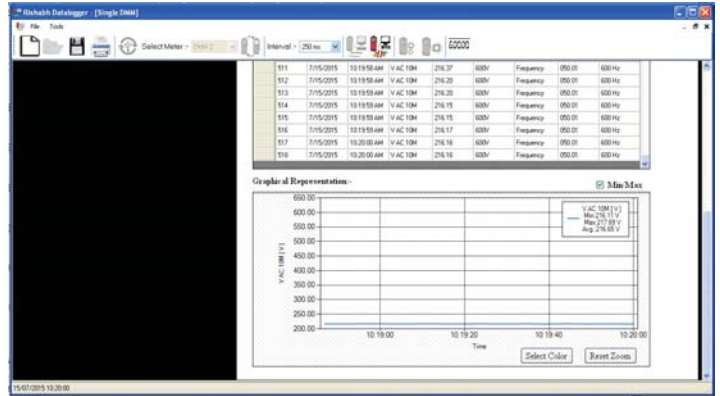 Rishabh Datalogger - [Single DMM]
File Tools
Select Meter :- DMM 1 Interval :- 250 ms
511 7/15/2015 10:19:58 AM V AC 10M 216.37 600V Frequency 050.01 600 Hz
512 7/15/2015 10:19:59 AM V AC 10M 216.20 600V Frequency 050.01 600 Hz
513 7/15/2015 10:19:59 AM V AC 10M 216.20 600V Frequency 050.01 600 Hz
514 7/15/2015 10:19:59 AM V AC 10M 216.15 600V Frequency 050.01 600 Hz
515 7/15/2015 10:19:59 AM V AC 10M 216.15 600V Frequency 050.01 600 Hz
516 7/15/2015 10:19:59 AM V AC 10M 216.17 600V Frequency 050.01 600 Hz
517 7/15/2015 10:20:00 AM V AC 10M 216.16 600V Frequency 050.01 600 Hz
518 7/15/2015 10:20:00 AM V AC 10M 216.16 600V Frequency 050.01 600 Hz
Graphical Representation:-
Min/Max
650.00
600.00
550.00
500.00
450.00
400.00
350.00
300.00
250.00
200.00
V AC 10M [ V ]
V AC 10M [ V ]
Min:216.11 V
Max:217.69 V
Avg.:216.65 V
10:19:00 10:19:20 10:19:40 10:20:00
Time
Select Color Reset Zoom
15/07/2015 10:20:00